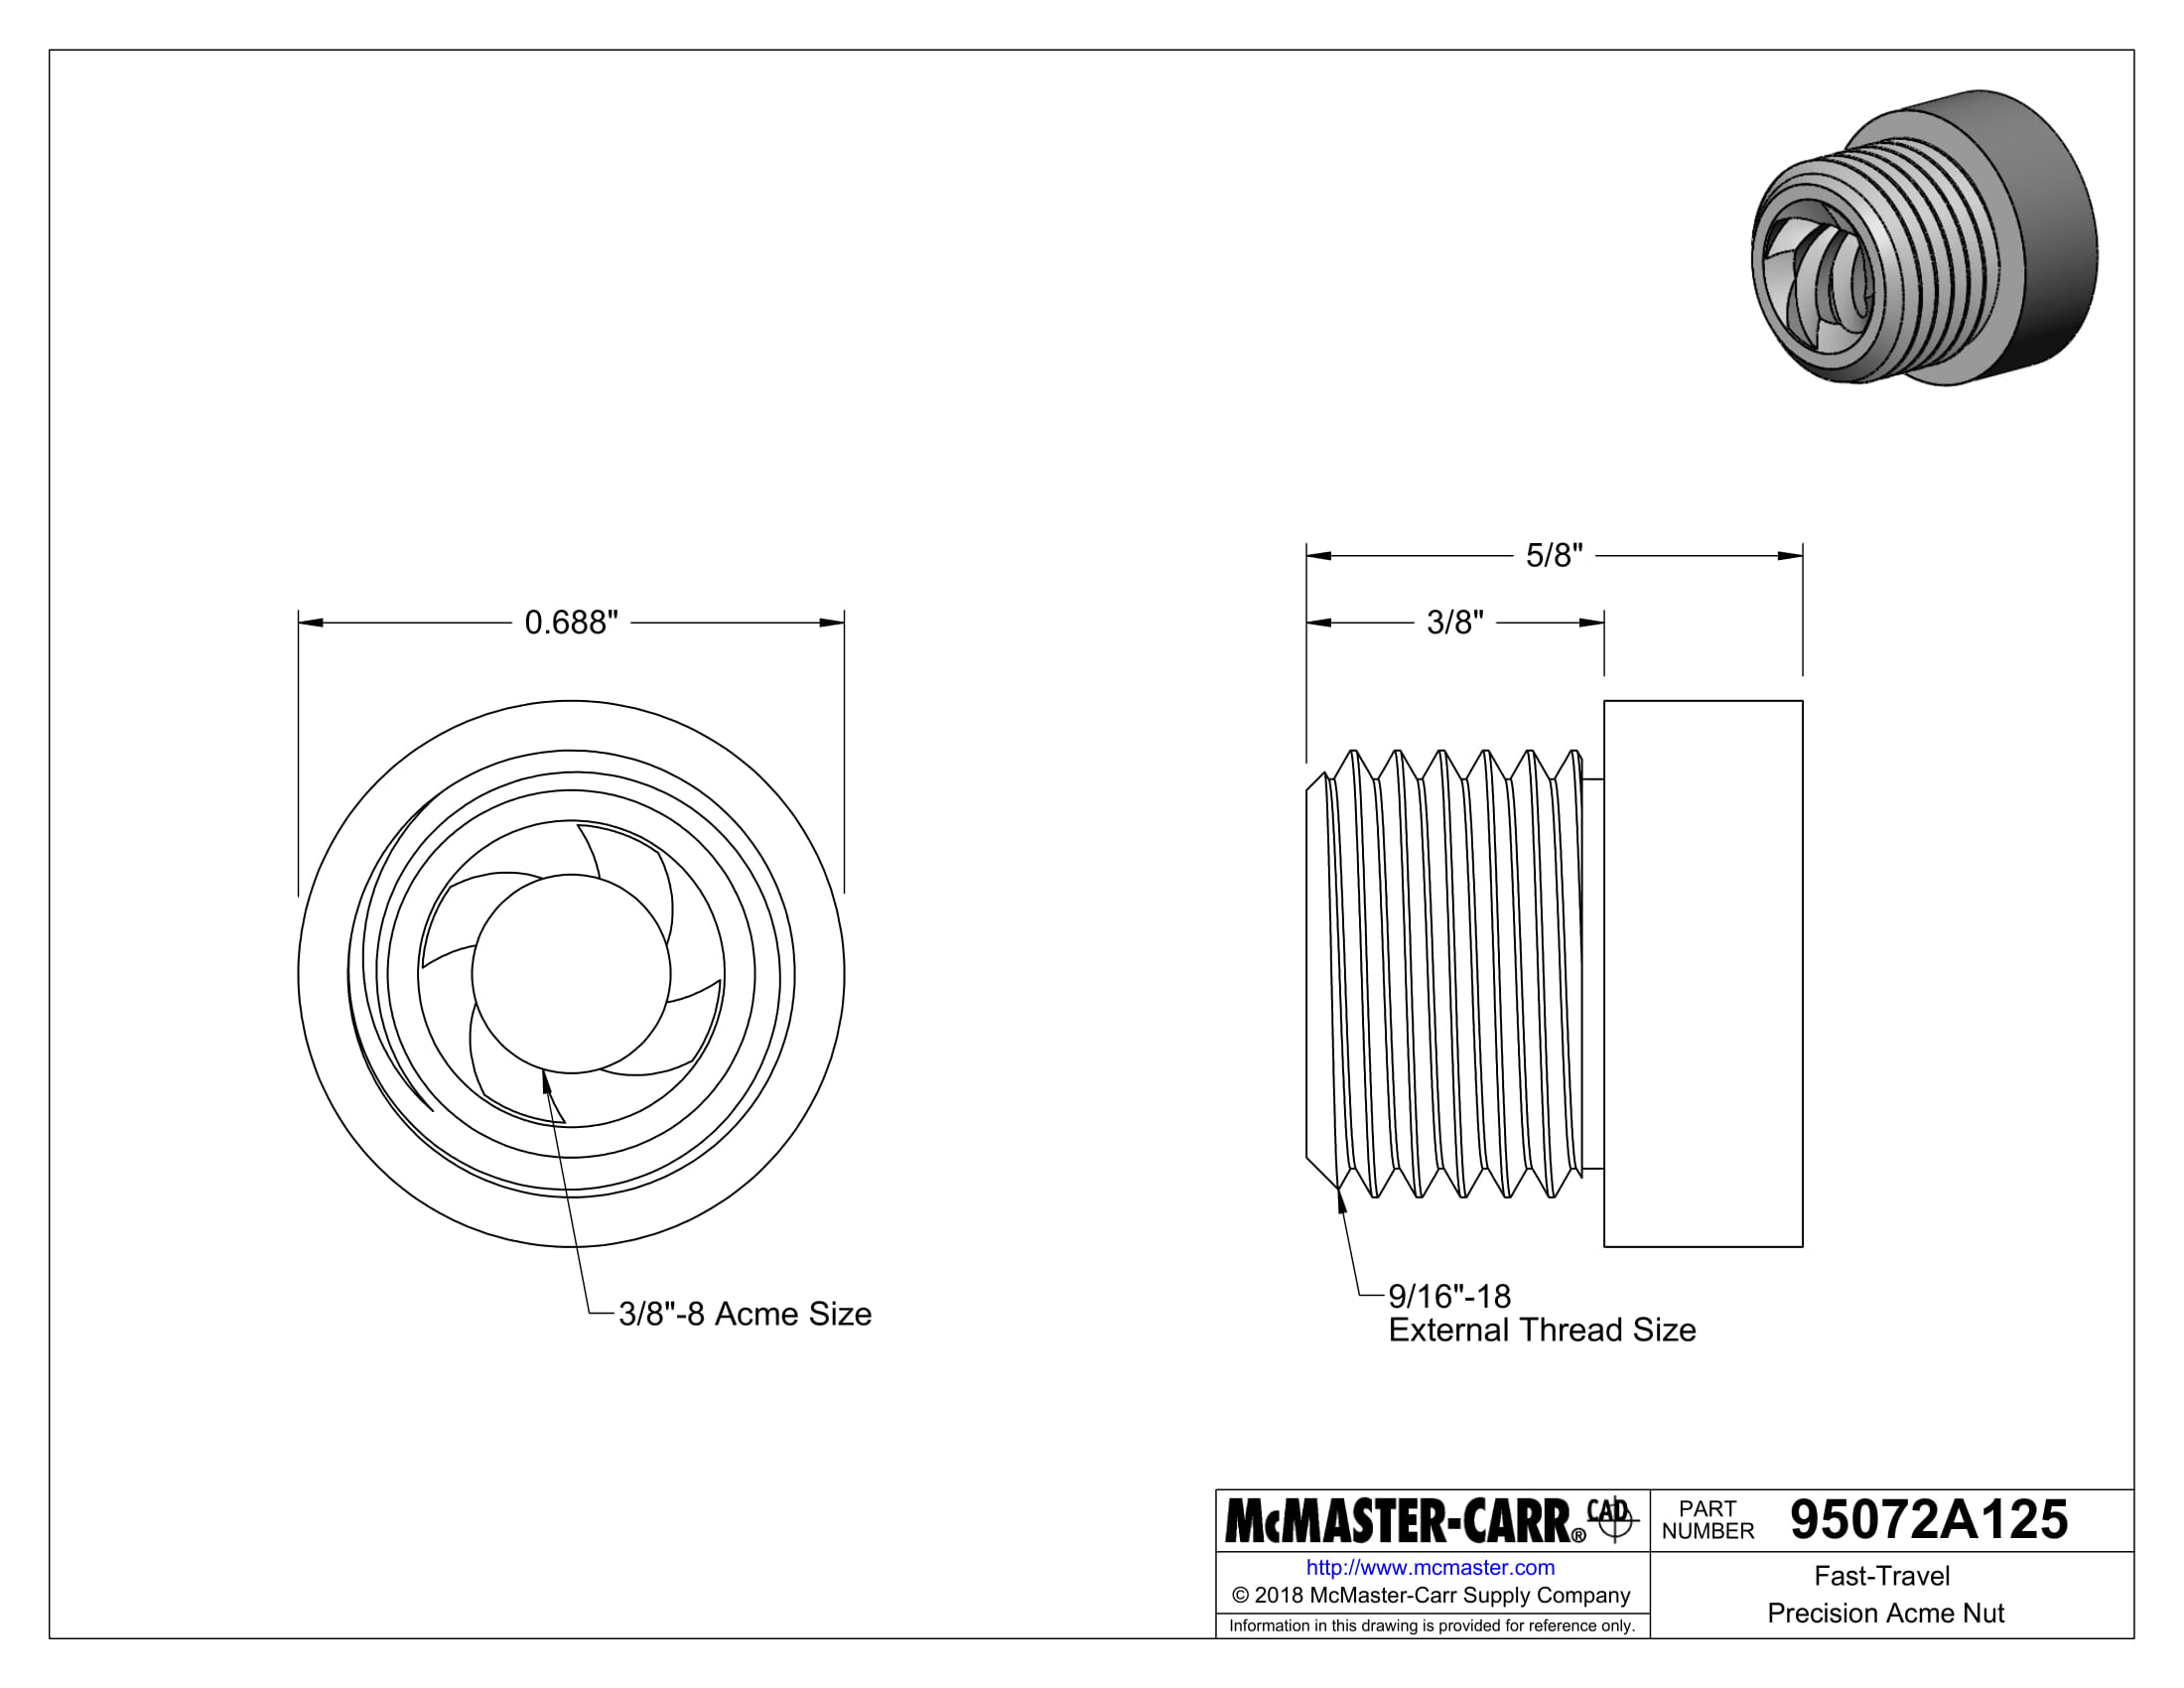 5/8"
0.688"
3/8"
3/8"-8 Acme Size
9/16"-18
External Thread Size
McMASTER-CARR® CAD
PART
NUMBER
95072A125
http://www.mcmaster.com
© 2018 McMaster-Carr Supply Company
Information in this drawing is provided for reference only.
Fast-Travel
Precision Acme Nut